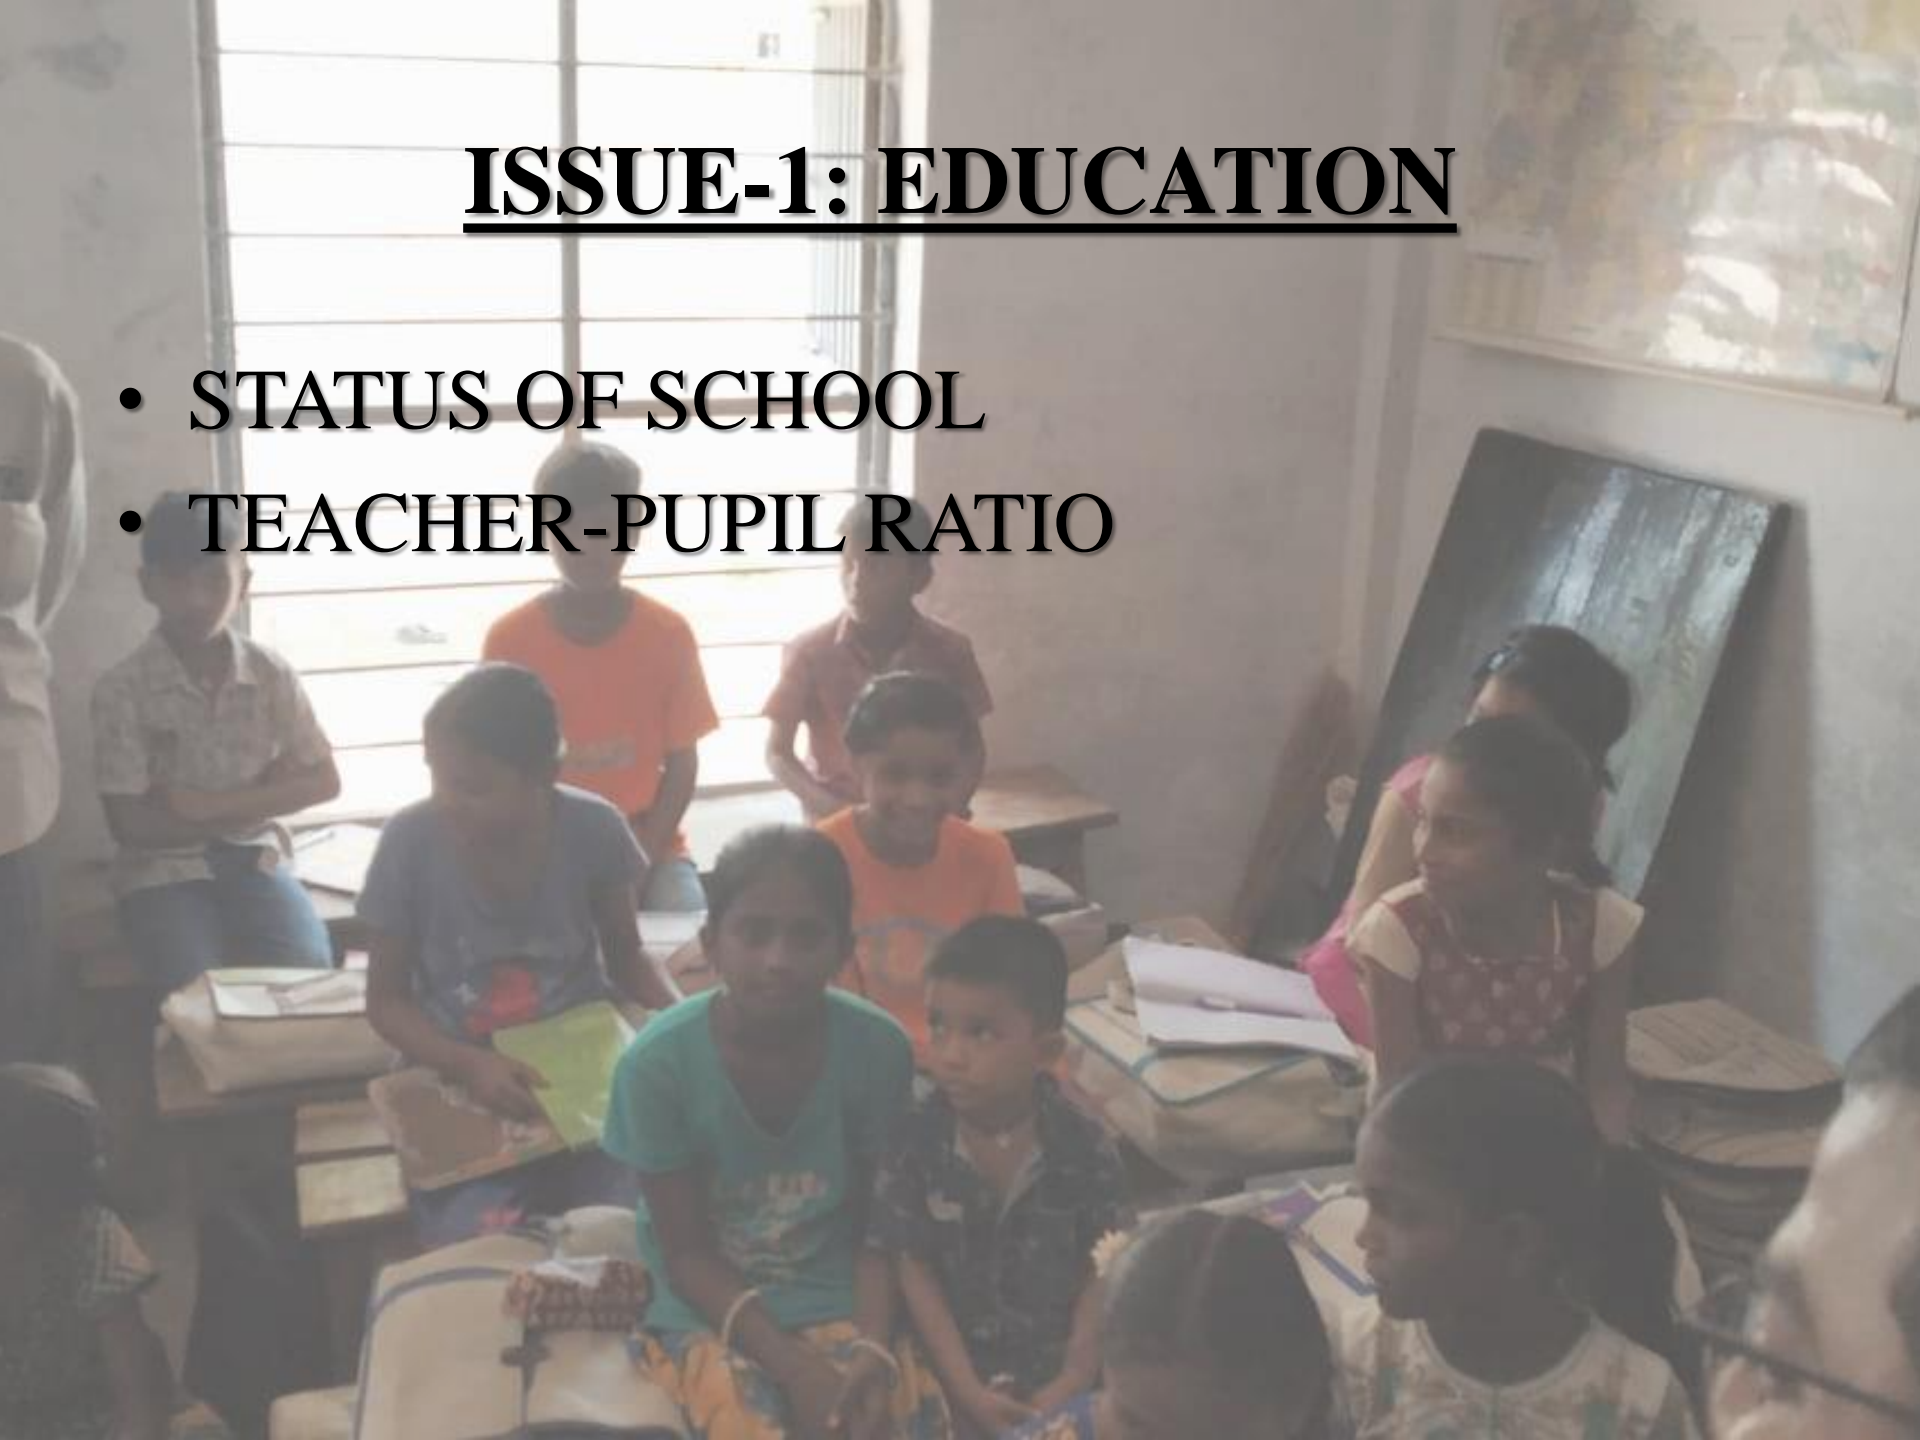 ISSUE-1: EDUCATION
• STATUS OF SCHOOL
• TEACHER-PUPIL RATIO